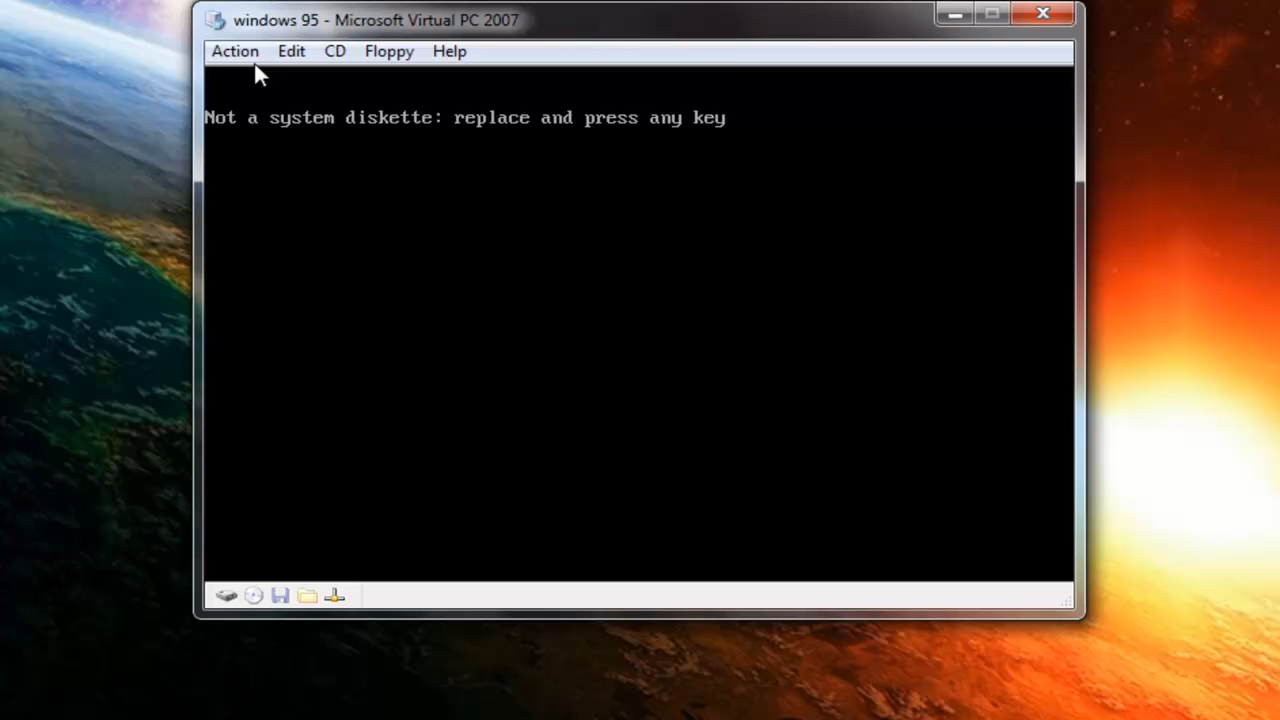 windows 95 - Microsoft Virtual PC 2007
Action Edit CD Floppy Help
Not a system diskette: replace and press any key